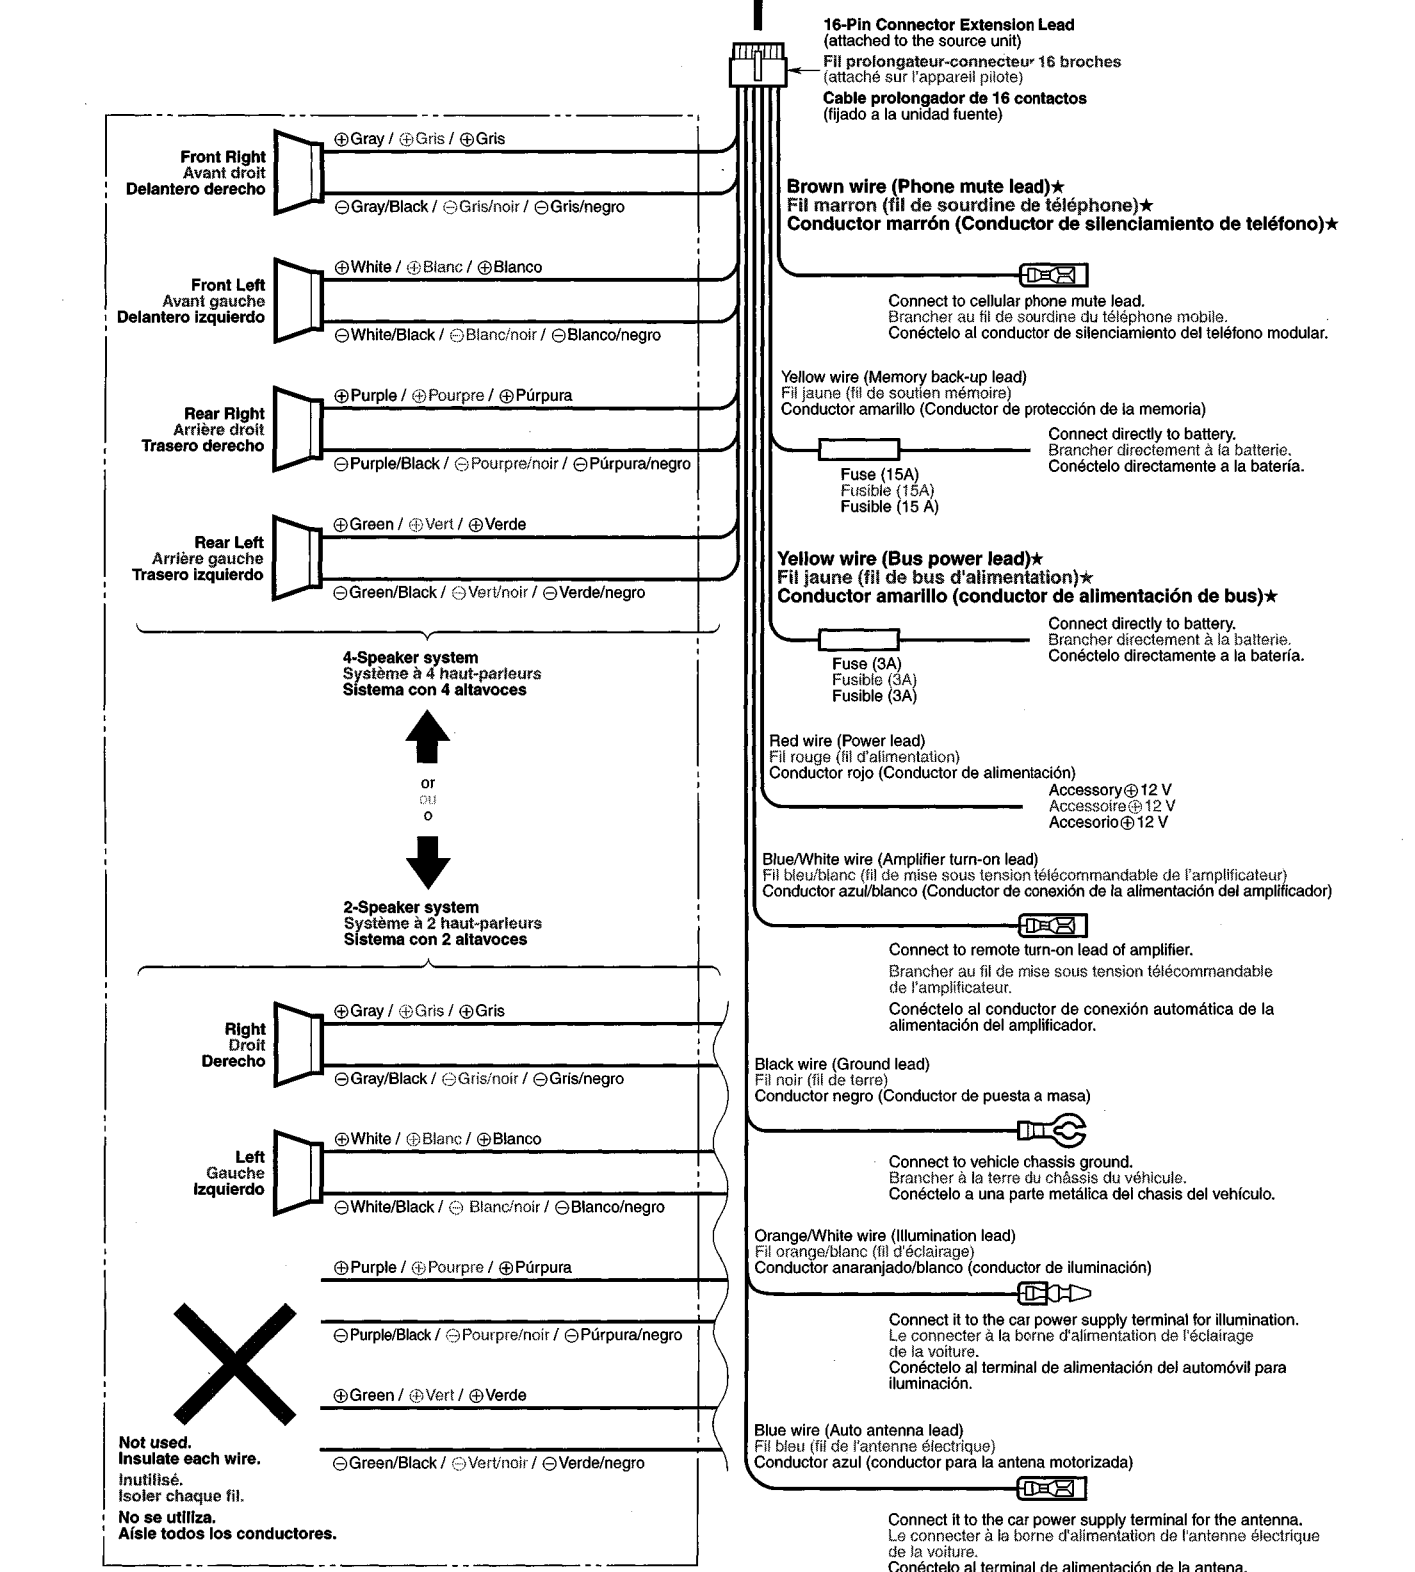 16-Pin Connector Extension Lead
(attached to the source unit)
Fil prolongateur-connecteur 16 broches
(attaché sur l'appareil pilote)
Cable prolongador de 16 contactos
(fijado a la unidad fuente)
⊕Gray / ⊕Gris / ⊕Gris
Front Right
Avant droit
Delantero derecho
⊖Gray/Black / ⊖Gris/noir / ⊖Gris/negro
⊕White / ⊕Blanc / ⊕Blanco
Front Left
Avant gauche
Delantero izquierdo
⊖White/Black / ⊖Blanc/noir / ⊖Blanco/negro
⊕Purple / ⊕Pourpre / ⊕Púrpura
Rear Right
Arrière droit
Trasero derecho
⊖Purple/Black / ⊖Pourpre/noir / ⊖Púrpura/negro
⊕Green / ⊕Vert / ⊕Verde
Rear Left
Arrière gauche
Trasero izquierdo
⊖Green/Black / ⊖Vert/noir / ⊖Verde/negro
4-Speaker system
Système à 4 haut-parleurs
Sistema con 4 altavoces
or
ou
o
2-Speaker system
Système à 2 haut-parleurs
Sistema con 2 altavoces
⊕Gray / ⊕Gris / ⊕Gris
Right
Droit
Derecho
⊖Gray/Black / ⊖Gris/noir / ⊖Gris/negro
⊕White / ⊕Blanc / ⊕Blanco
Left
Gauche
Izquierdo
⊖White/Black / ⊖ Blanc/noir / ⊖Blanco/negro
⊕Purple / ⊕Pourpre / ⊕Púrpura
⊖Purple/Black / ⊖Pourpre/noir / ⊖Púrpura/negro
⊕Green / ⊕Vert / ⊕Verde
⊖Green/Black / ⊖Vert/noir / ⊖Verde/negro
Not used.
Insulate each wire.
Inutilisé.
Isoler chaque fil.
No se utiliza.
Aísle todos los conductores.
Brown wire (Phone mute lead)★
Fil marron (fil de sourdine de téléphone)★
Conductor marrón (Conductor de silenciamiento de teléfono)★
Connect to cellular phone mute lead.
Brancher au fil de sourdine du téléphone mobile.
Conéctelo al conductor de silenciamiento del teléfono modular.
Yellow wire (Memory back-up lead)
Fil jaune (fil de soutien mémoire)
Conductor amarillo (Conductor de protección de la memoria)
Connect directly to battery.
Brancher directement à la batterie.
Conéctelo directamente a la batería.
Fuse (15A)
Fusible (15A)
Fusible (15 A)
Yellow wire (Bus power lead)★
Fil jaune (fil de bus d'alimentation)★
Conductor amarillo (conductor de alimentación de bus)★
Connect directly to battery.
Brancher directement à la batterie.
Conéctelo directamente a la batería.
Fuse (3A)
Fusible (3A)
Fusible (3A)
Red wire (Power lead)
Fil rouge (fil d'alimentation)
Conductor rojo (Conductor de alimentación)
Accessory⊕12 V
Accessoire⊕12 V
Accesorio⊕12 V
Blue/White wire (Amplifier turn-on lead)
Fil bleu/blanc (fil de mise sous tension télécommandable de l'amplificateur)
Conductor azul/blanco (Conductor de conexión de la alimentación del amplificador)
Connect to remote turn-on lead of amplifier.
Brancher au fil de mise sous tension télécommandable
de l'amplificateur.
Conéctelo al conductor de conexión automática de la
alimentación del amplificador.
Black wire (Ground lead)
Fil noir (fil de terre)
Conductor negro (Conductor de puesta a masa)
Connect to vehicle chassis ground.
Brancher à la terre du châssis du véhicule.
Conéctelo a una parte metálica del chasis del vehículo.
Orange/White wire (Illumination lead)
Fil orange/blanc (fil d'éclairage)
Conductor anaranjado/blanco (conductor de iluminación)
Connect it to the car power supply terminal for illumination.
Le connecter à la borne d'alimentation de l'éclairage
de la voiture.
Conéctelo al terminal de alimentación del automóvil para
iluminación.
Blue wire (Auto antenna lead)
Fil bleu (fil de l'antenne électrique)
Conductor azul (conductor para la antena motorizada)
Connect it to the car power supply terminal for the antenna.
Le connecter à la borne d'alimentation de l'antenne électrique
de la voiture.
Conéctelo al terminal de alimentación de la antena.